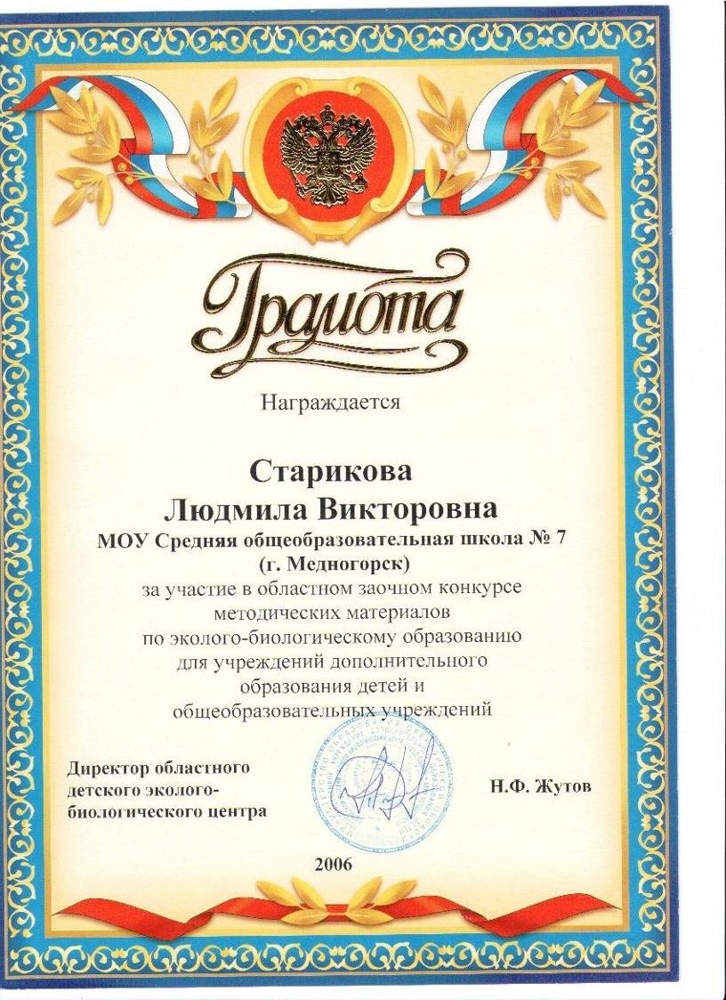 Грамота
Награждается
Старикова
Людмила Викторовна
МОУ Средняя общеобразовательная школа № 7
(г. Медногорск)
за участие в областном заочном конкурсе
методических материалов
по эколого-биологическому образованию
для учреждений дополнительного
образования детей и
общеобразовательных учреждений
Директор областного
детского эколого-
биологического центра
Н.Ф. Жутов
2006